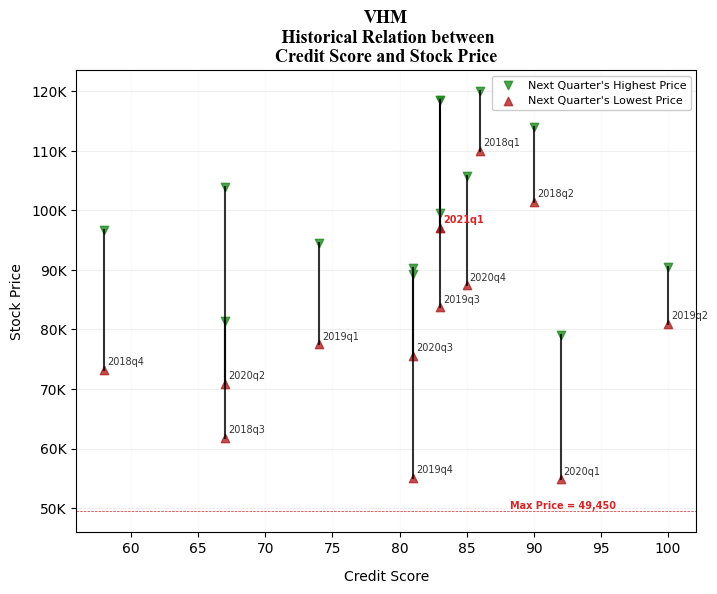 VHM
Historical Relation between
Credit Score and Stock Price
Next Quarter's Highest Price
Next Quarter's Lowest Price
120K
110K
100K
90K
80K
70K
60K
50K
Stock Price
2018q1
2018q2
2021q1
2020q4
2019q3
2019q2
2019q1
2020q3
2018q4
2020q2
2018q3
2019q4
2020q1
Max Price = 49,450
60
65
70
75
80
85
90
95
100
Credit Score